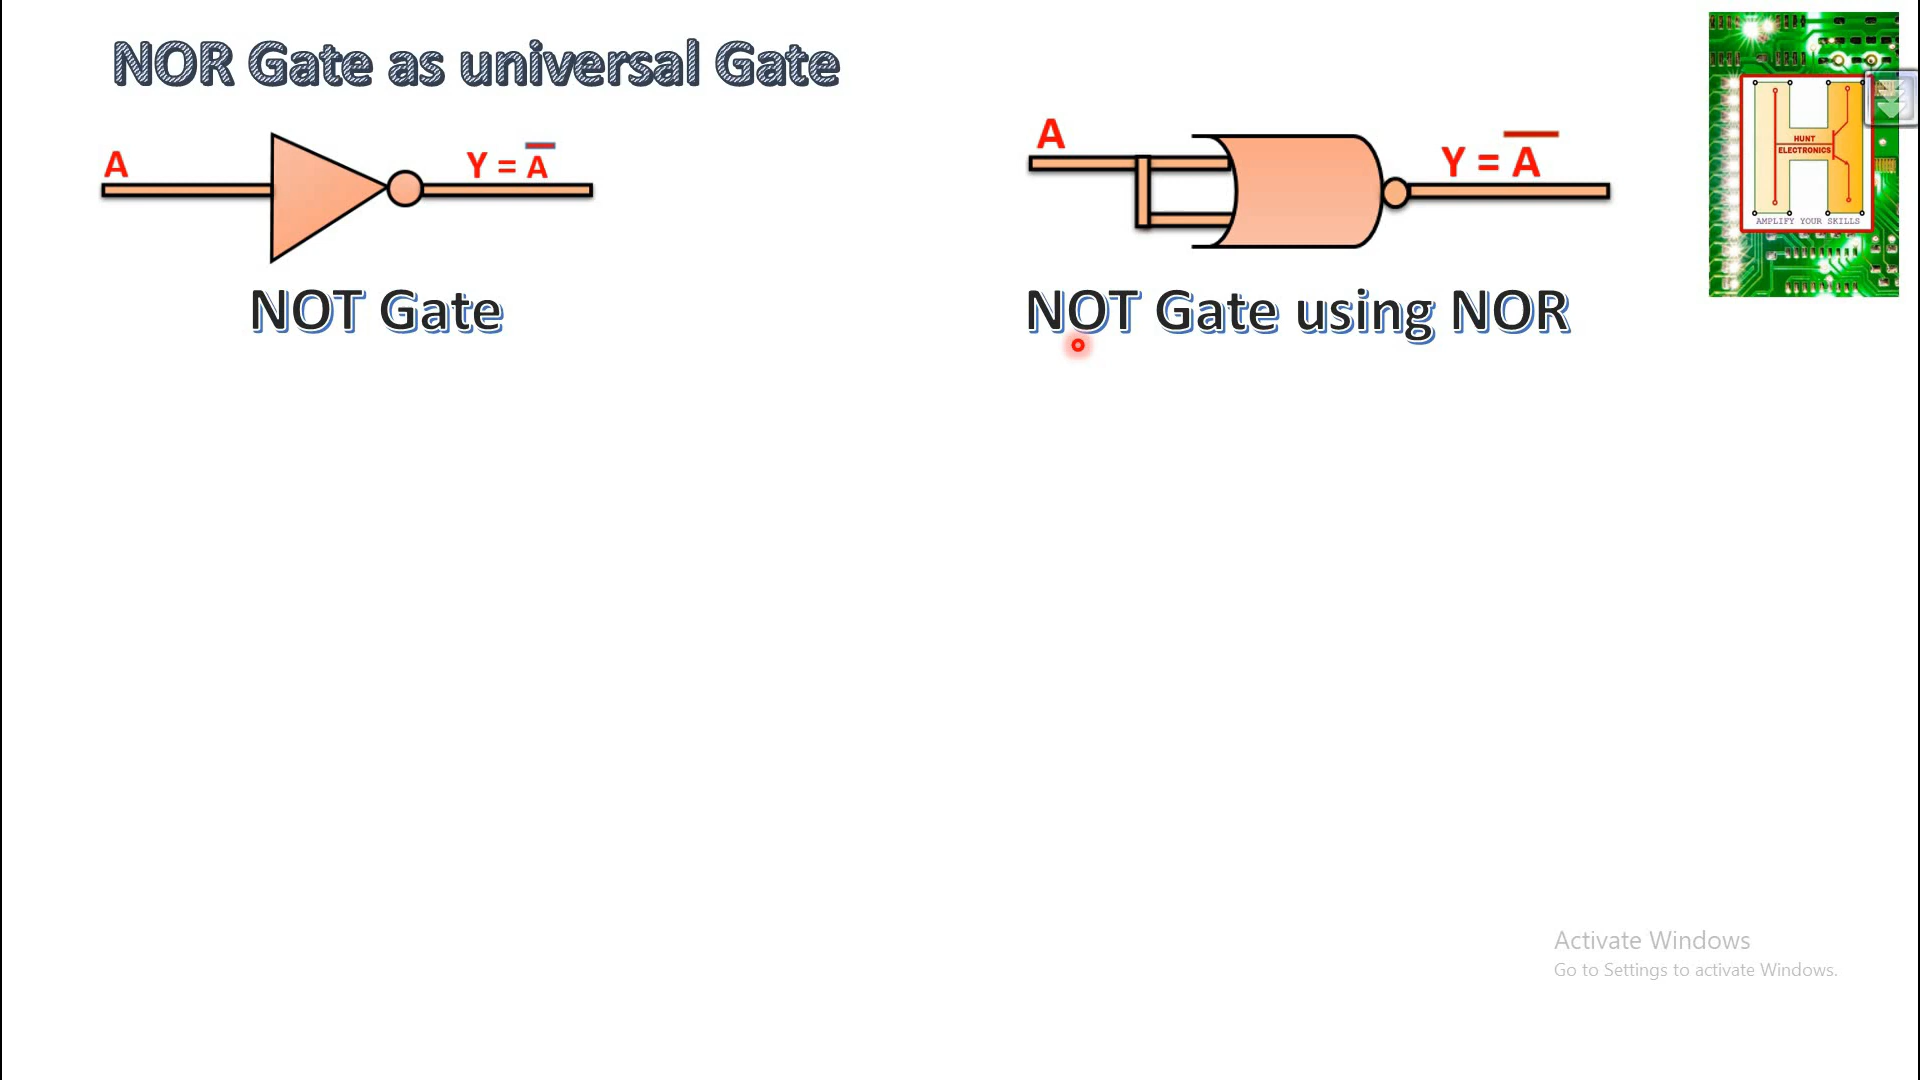 NOR Gate as universal Gate
A
Y = A̅
NOT Gate
A
Y = A̅
NOT Gate using NOR
HUNT
ELECTRONICS
AMPLIFY YOUR SKILLS
Activate Windows
Go to Settings to activate Windows.